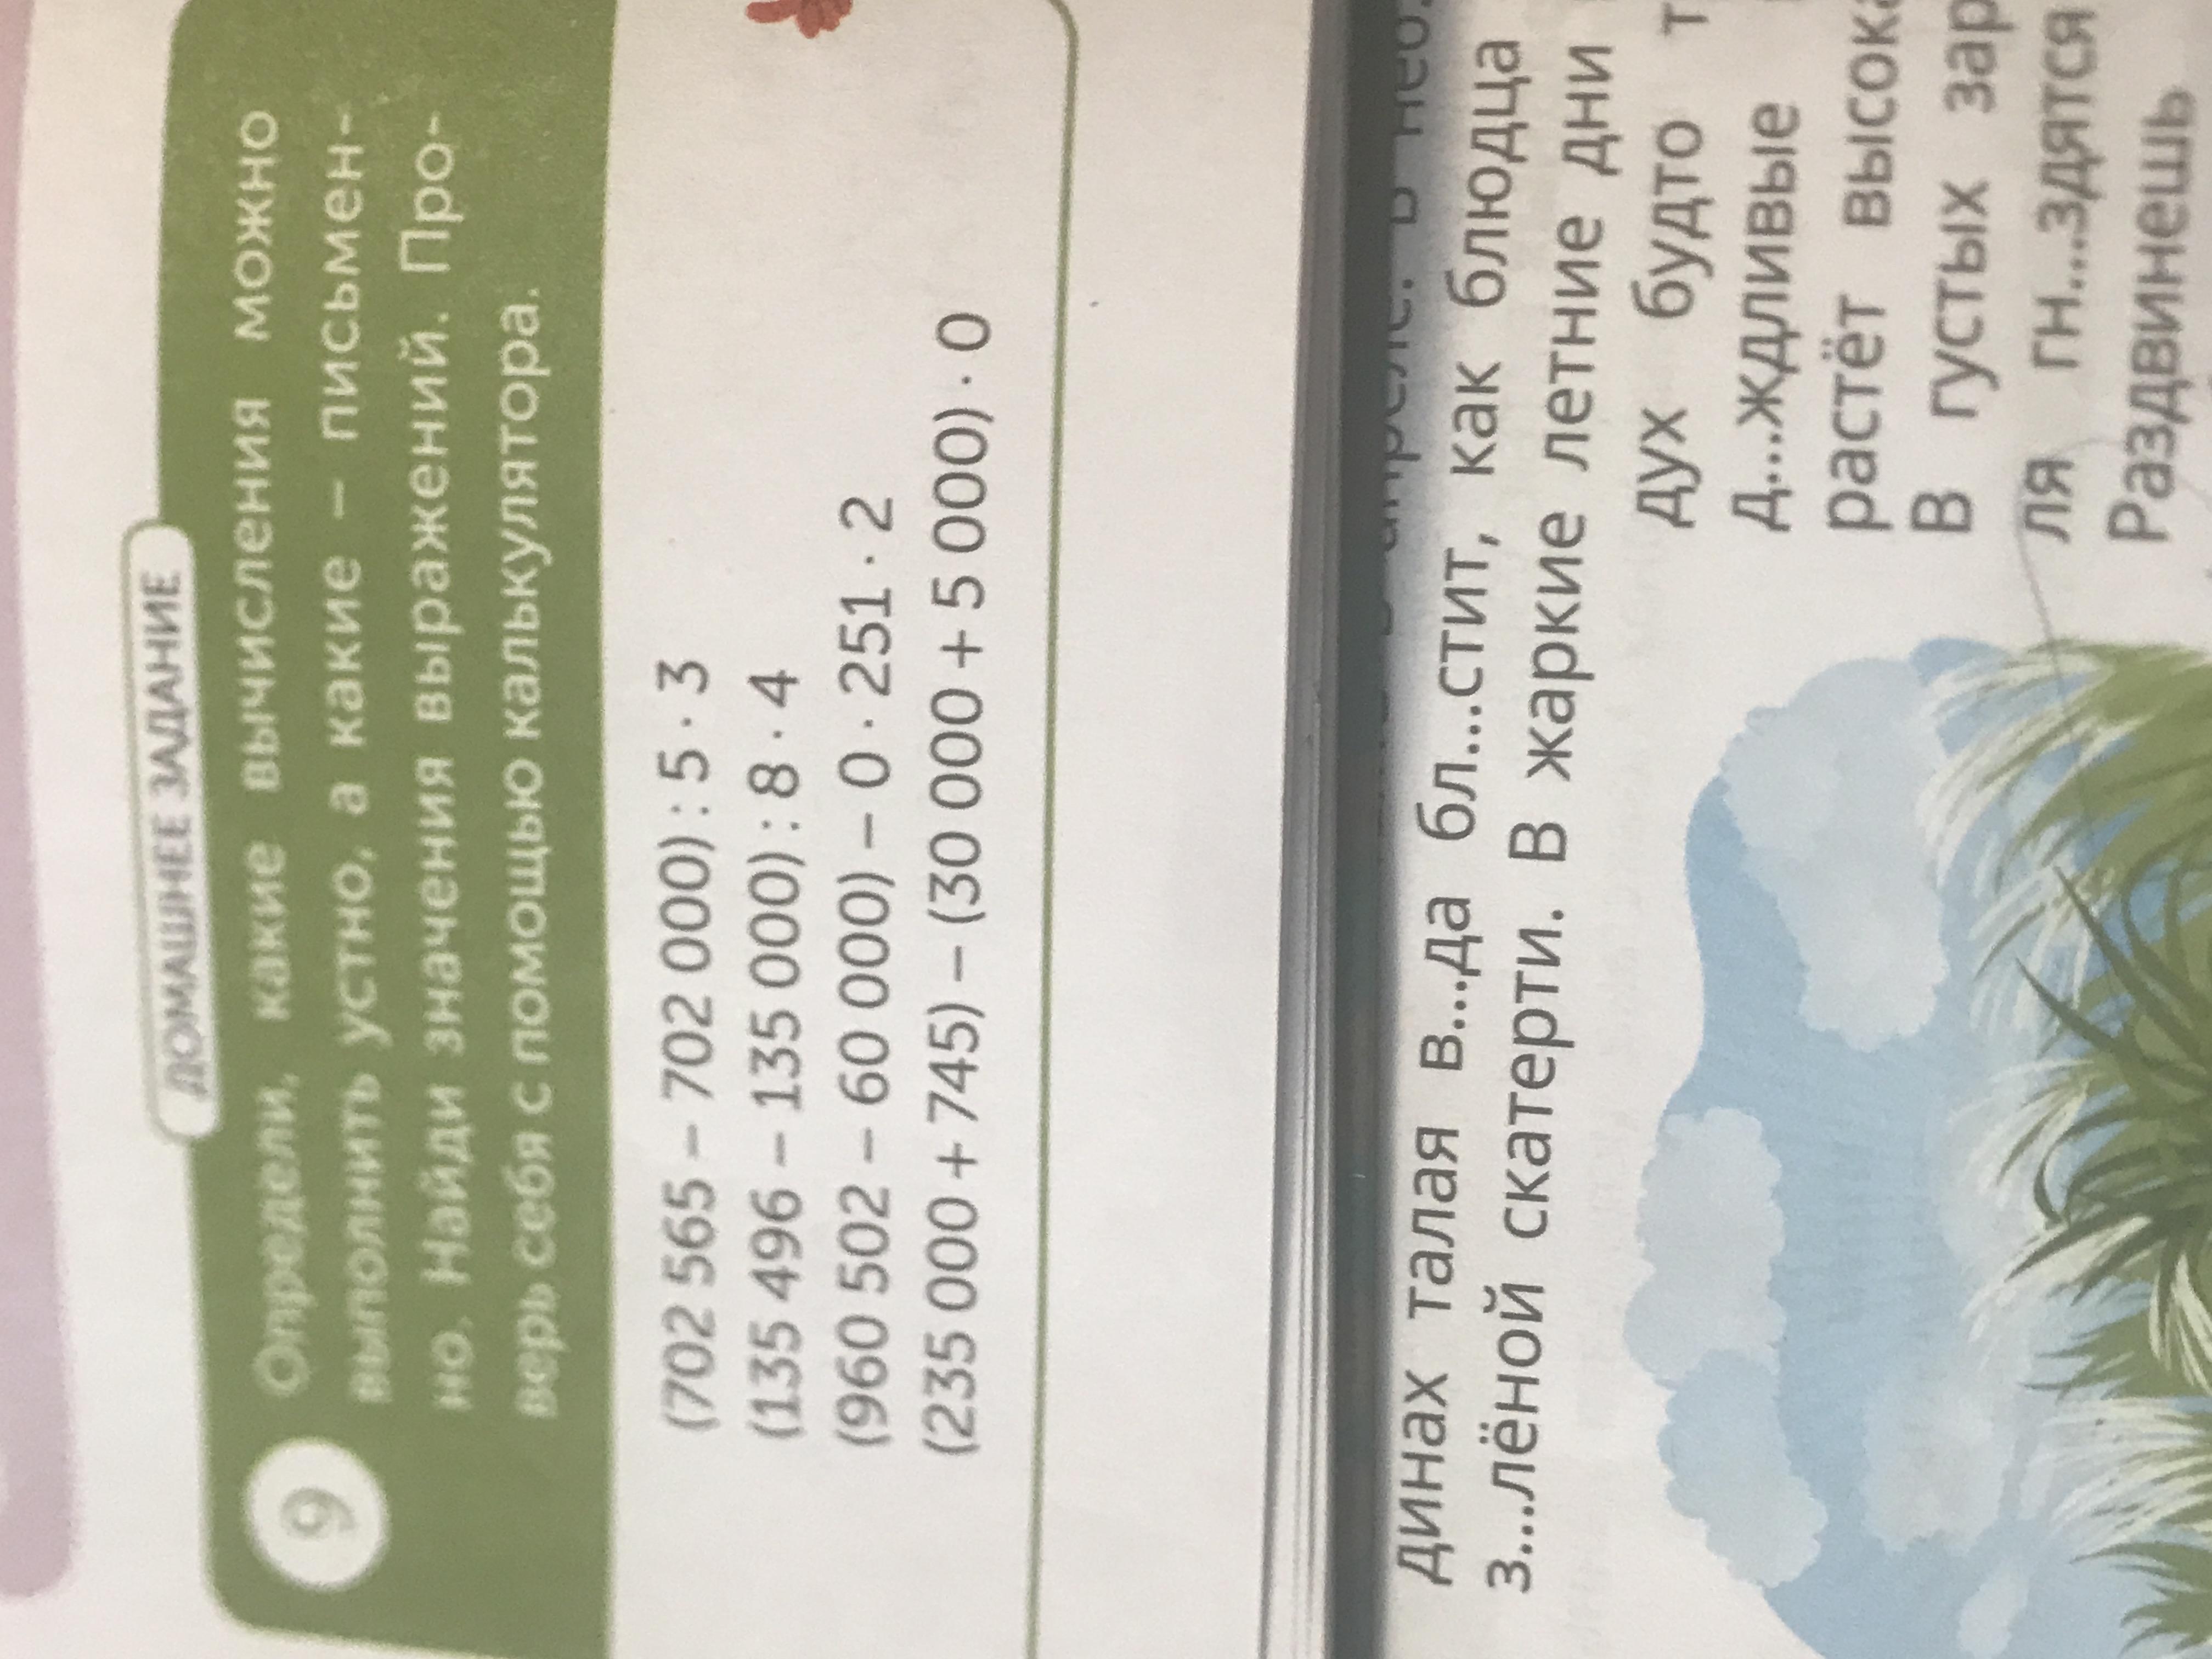 ДОМАШНЕЕ ЗАДАНИЕ
9
Определи, какие вычисления можно
выполнить устно, а какие – письмен-
но. Найди значения выражений. Про-
верь себя с помощью калькулятора.
(702 565 – 702 000) : 5 · 3
(135 496 – 135 000) : 8 · 4
(960 502 – 60 000) – 0 · 251 · 2
(235 000 + 745) – (30 000 + 5 000) · 0
динах талая в...да бл...стит, как блюдца
з...лёной скатерти. В жаркие летние дни
дух будто т
д...ждливые
растёт высока
В густых зар
ля гн...здятся
Раздвинешь